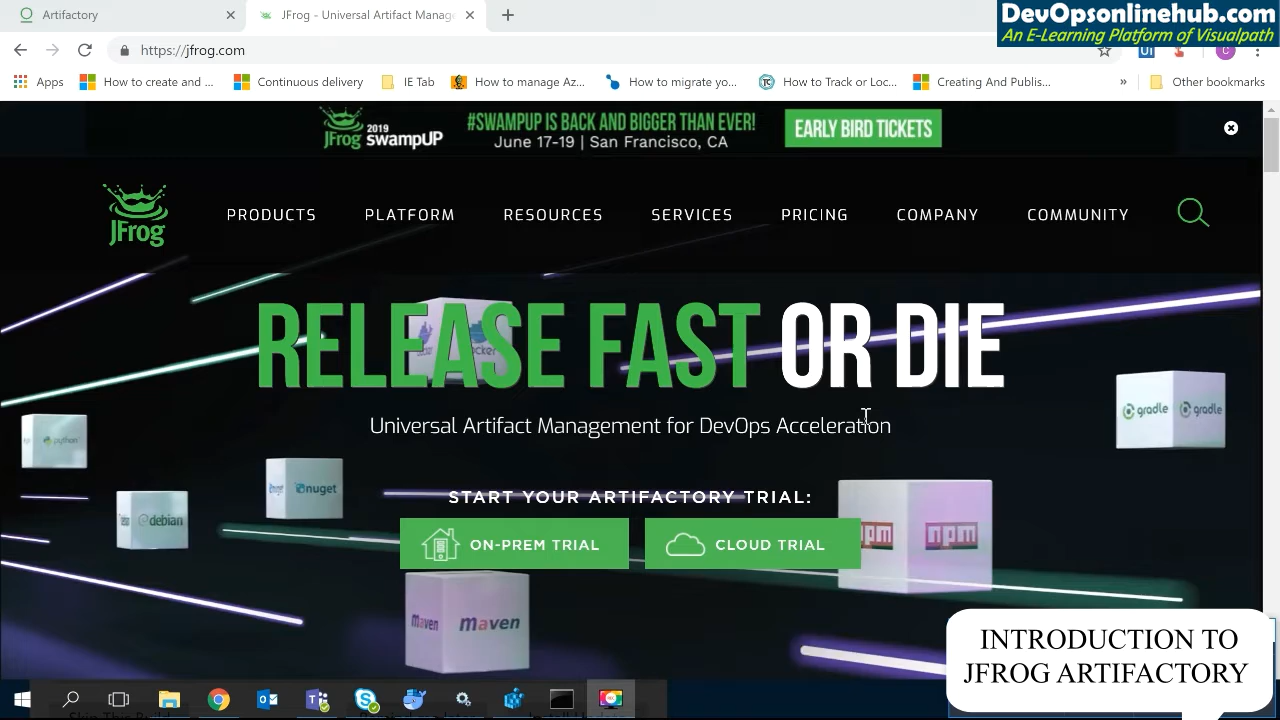 Artifactory
JFrog - Universal Artifact Manag
DevOpsonlinehub.com
An E-Learning Platform of Visualpath
https://jfrog.com
Apps
How to create and ...
Continuous delivery
IE Tab
How manage Az...
How to migrate yo...
How to Track or Loc...
Creating And Publis...
»
Other bookmarks
JFrog 2019 swampUP
#SWAMPUP IS BACK AND BIGGER THAN EVER!
June 17-19 | San Francisco, CA
EARLY BIRD TICKETS
JFrog
PRODUCTS
PLATFORM
RESOURCES
SERVICES
PRICING
COMPANY
COMMUNITY
RELEASE FAST OR DIE
Universal Artifact Management for DevOps Acceleration
gradle gradle
python
nuget
debian
START YOUR ARTIFACTORY TRIAL:
ON-PREM TRIAL
CLOUD TRIAL
npm npm
maven maven
INTRODUCTION TO
JFROG ARTIFACTORY